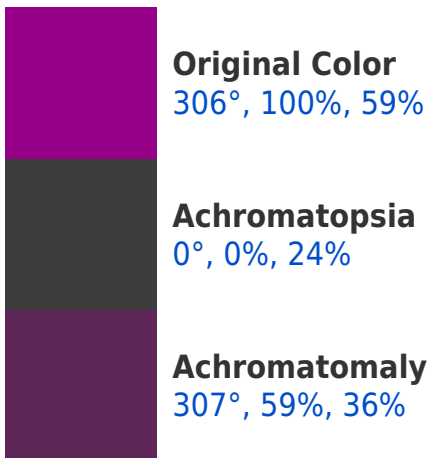 Original Color
306°, 100%, 59%
Achromatopsia
0°, 0%, 24%
Achromatomaly
307°, 59%, 36%